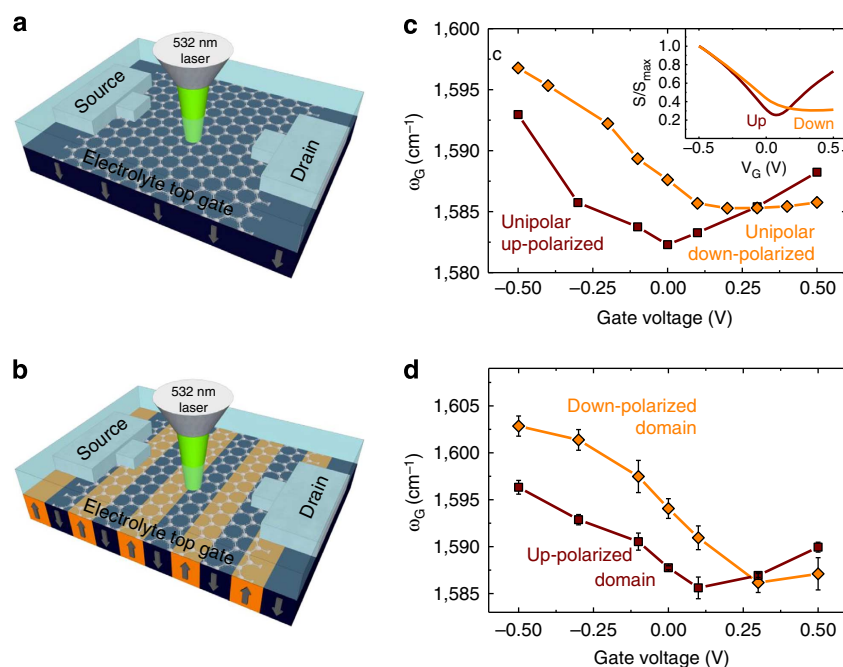 a
532 nm
laser
Source
Drain
Electrolyte top gate
b
532 nm
laser
Source
Drain
Electrolyte top gate
c
1,600
1,595
1,590
1,585
1,580
ωG (cm−1)
c
Unipolar
up-polarized
Unipolar
down-polarized
−0.50
−0.25
0.00
0.25
0.50
Gate voltage (V)
1.0
0.8
0.6
0.4
0.2
S/Smax
Up
Down
−0.5
0.0
0.5
VG (V)
d
1,605
1,600
1,595
1,590
1,585
ωG (cm−1)
Down-polarized
domain
Up-polarized
domain
−0.50
−0.25
0.00
0.25
0.50
Gate voltage (V)